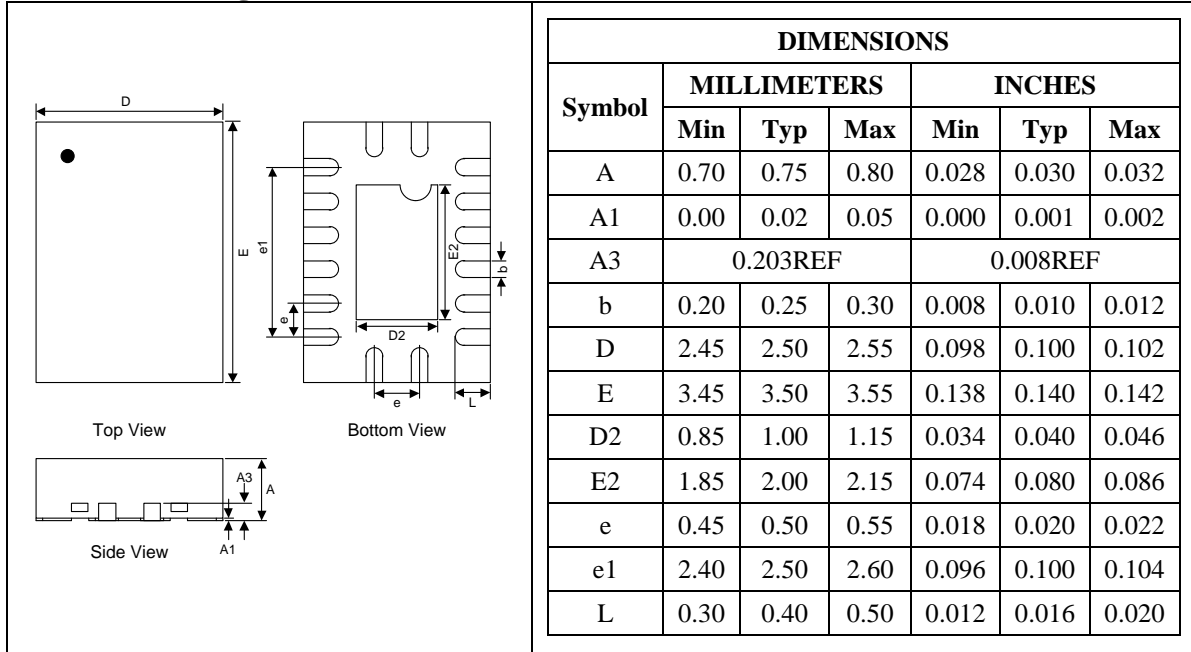 D
E
Top View
e1
e
E2
b
D2
e
L
Bottom View
A3
A
A1
Side View
DIMENSIONS
Symbol MILLIMETERS INCHES
Min Typ Max Min Typ Max
A 0.70 0.75 0.80 0.028 0.030 0.032
A1 0.00 0.02 0.05 0.000 0.001 0.002
A3 0.203REF 0.008REF
b 0.20 0.25 0.30 0.008 0.010 0.012
D 2.45 2.50 2.55 0.098 0.100 0.102
E 3.45 3.50 3.55 0.138 0.140 0.142
D2 0.85 1.00 1.15 0.034 0.040 0.046
E2 1.85 2.00 2.15 0.074 0.080 0.086
e 0.45 0.50 0.55 0.018 0.020 0.022
e1 2.40 2.50 2.60 0.096 0.100 0.104
L 0.30 0.40 0.50 0.012 0.016 0.020